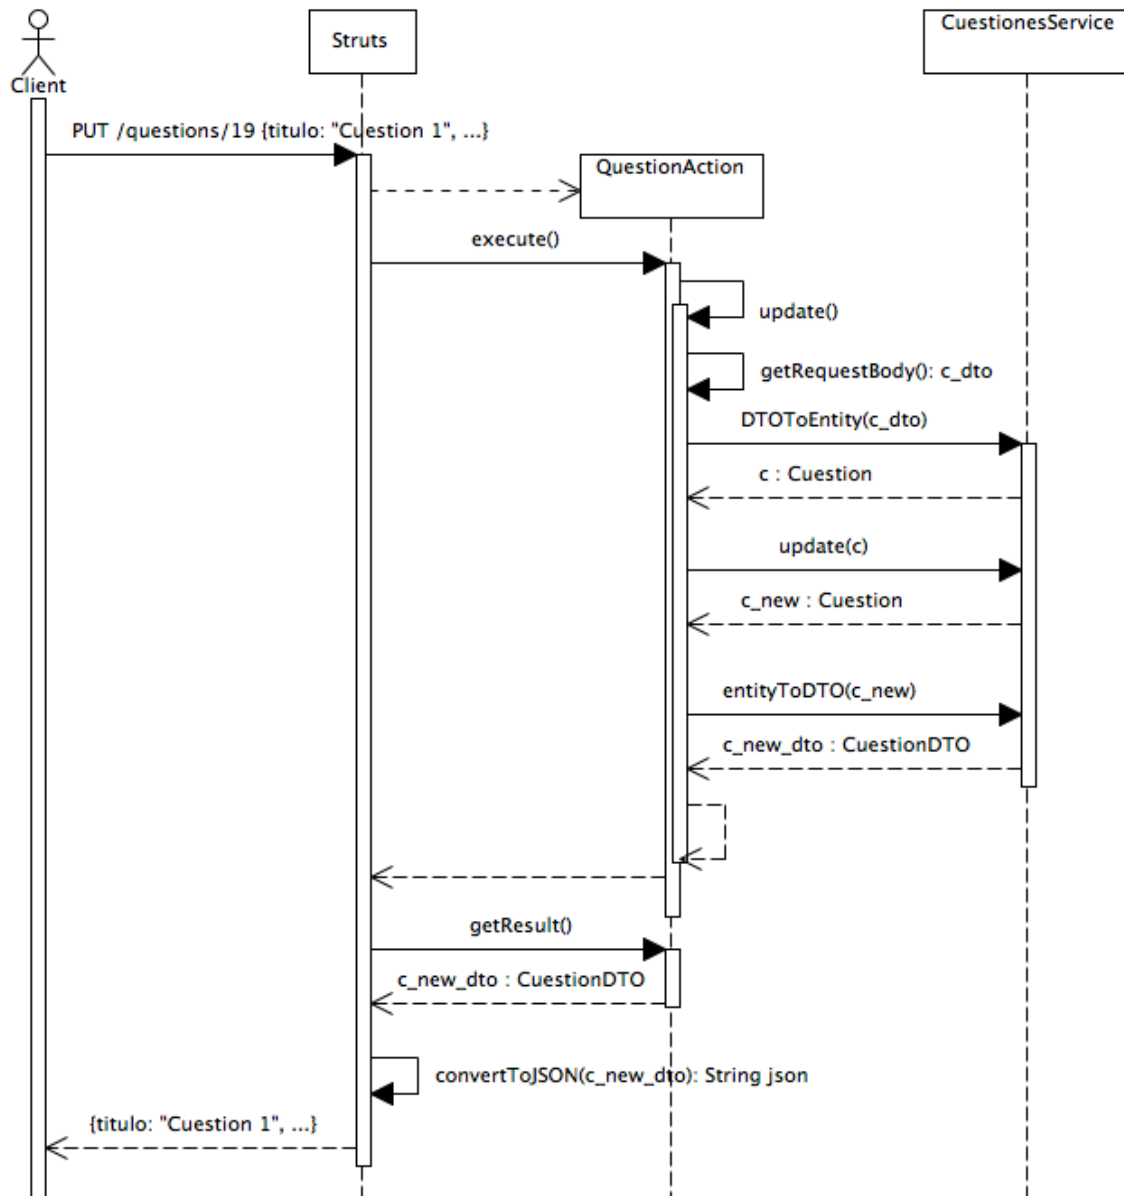 Client
Struts
CuestionesService
PUT /questions/19 {titulo: "Cuestion 1", ...}
QuestionAction
execute()
update()
getRequestBody(): c_dto
DTOToEntity(c_dto)
c : Cuestion
update(c)
c_new : Cuestion
entityToDTO(c_new)
c_new_dto : CuestionDTO
getResult()
c_new_dto : CuestionDTO
convertToJSON(c_new_dto): String json
{titulo: "Cuestion 1", ...}